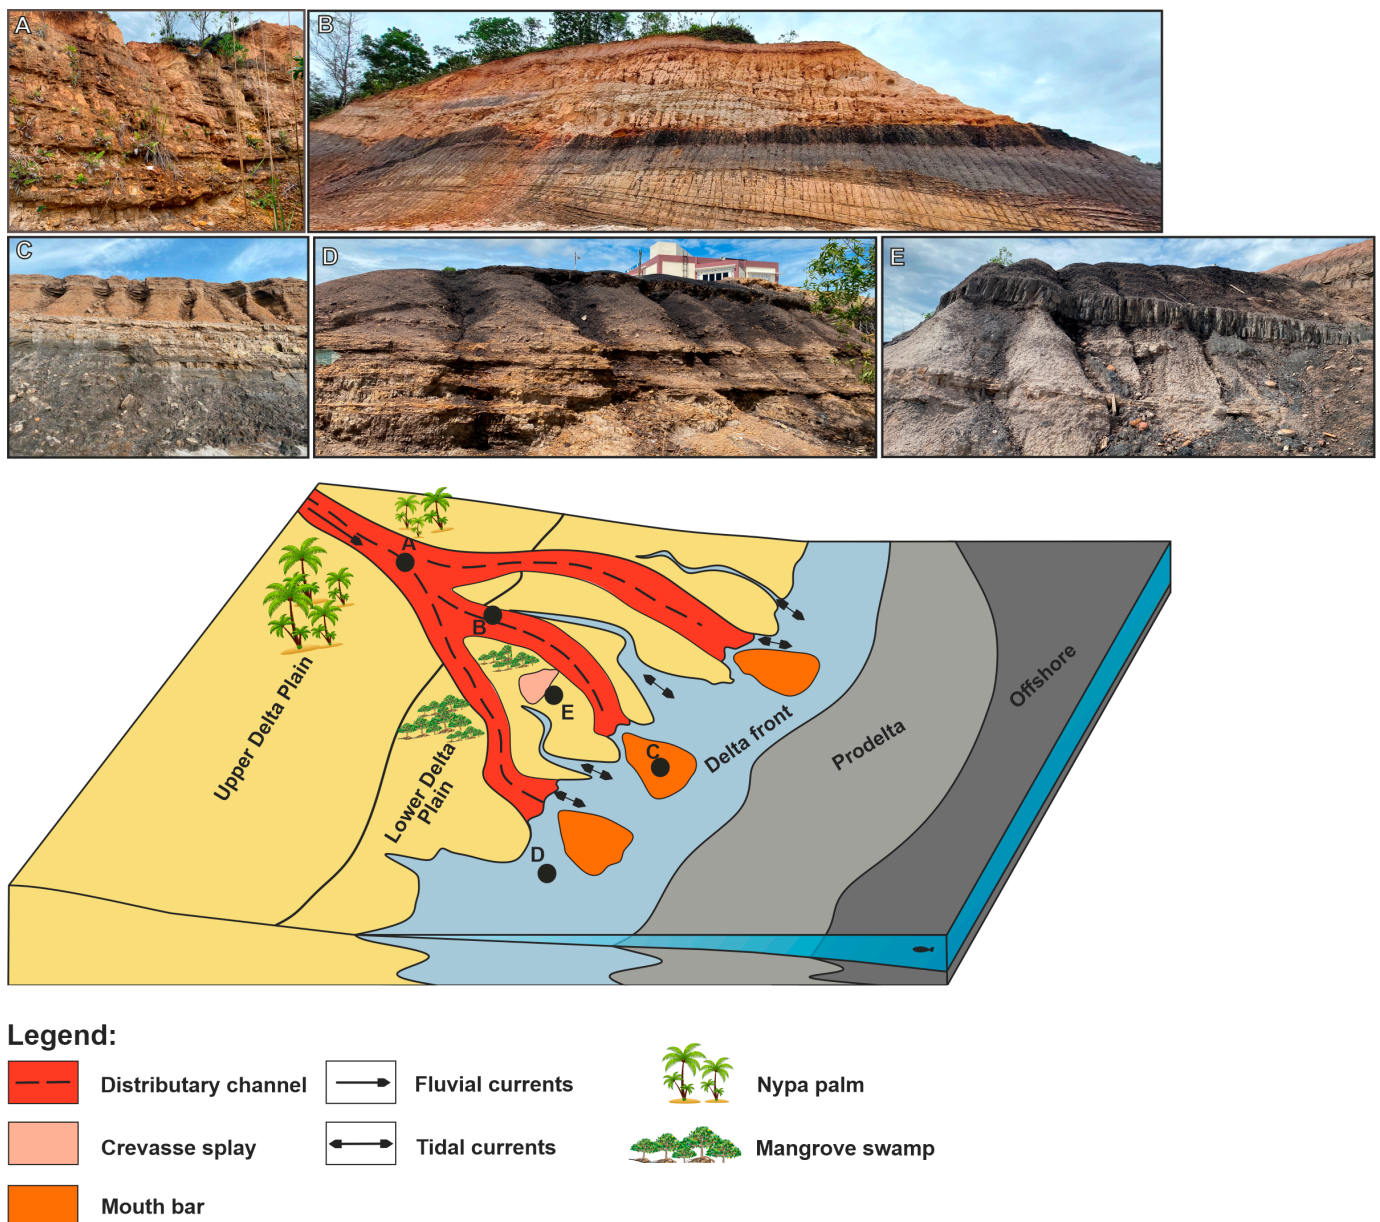 A
B
C
D
E
A
B
E
C
D
Upper Delta Plain
Lower Delta
Plain
Delta front
Prodelta
Offshore
Legend:
Distributary channel
Fluvial currents
Nypa palm
Crevasse splay
Tidal currents
Mangrove swamp
Mouth bar